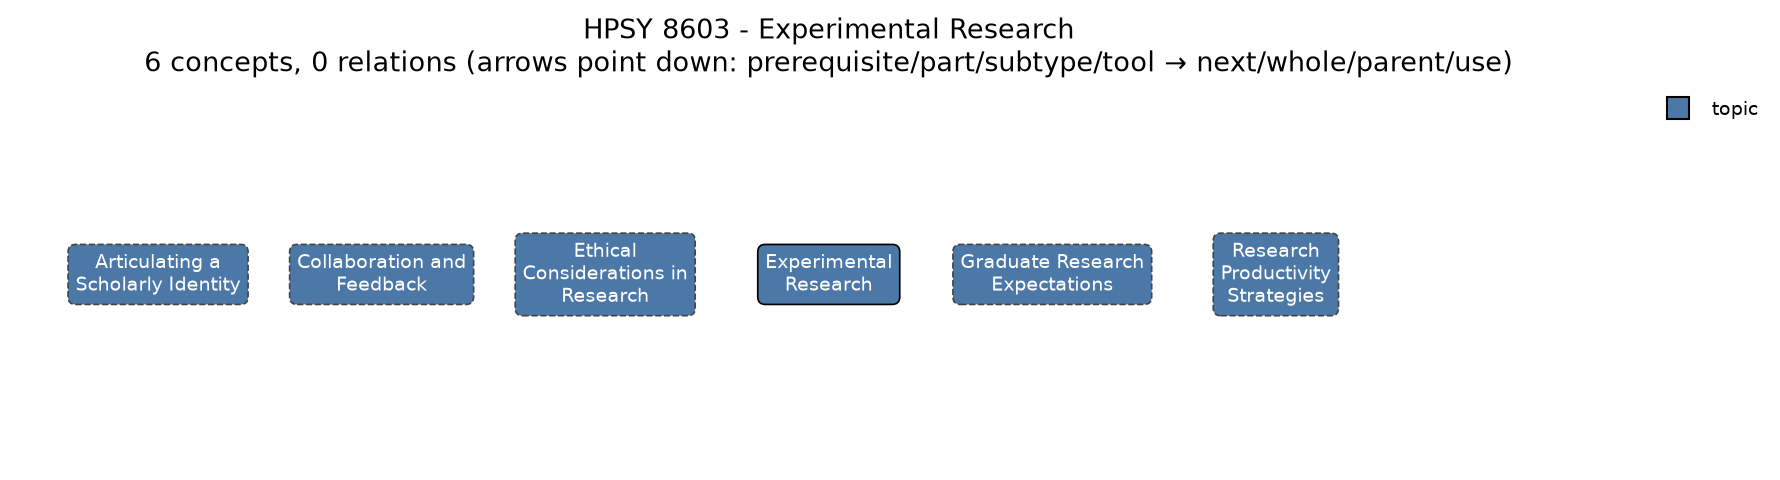 HPSY 8603 - Experimental Research
6 concepts, 0 relations (arrows point down: prerequisite/part/subtype/tool → next/whole/parent/use)
topic
Articulating a
Scholarly Identity
Collaboration and
Feedback
Ethical
Considerations in
Research
Experimental
Research
Graduate Research
Expectations
Research
Productivity
Strategies